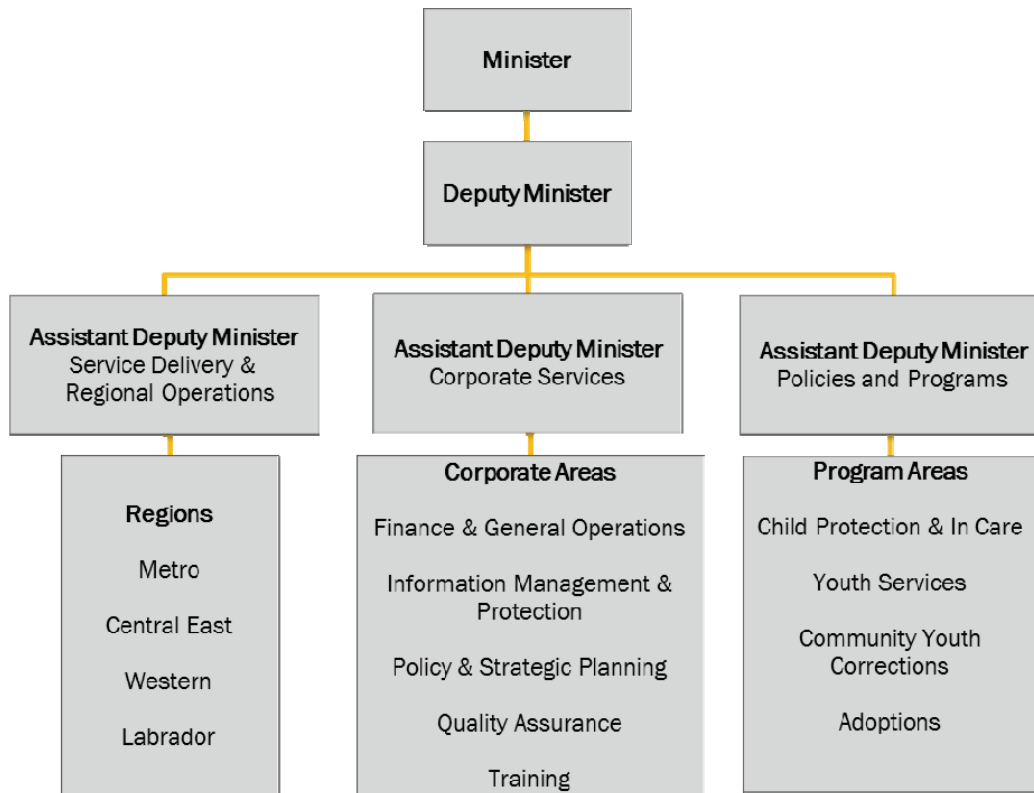 Minister
Deputy Minister
Assistant Deputy Minister
Service Delivery &
Regional Operations
Assistant Deputy Minister
Corporate Services
Assistant Deputy Minister
Policies and Programs
Regions
Metro
Central East
Western
Labrador
Corporate Areas
Finance & General Operations
Information Management &
Protection
Policy & Strategic Planning
Quality Assurance
Training
Program Areas
Child Protection & In Care
Youth Services
Community Youth
Corrections
Adoptions